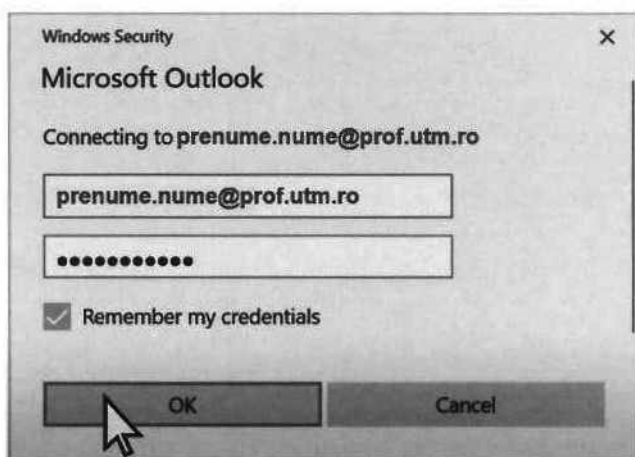 Windows Security
Microsoft Outlook
Connecting to prenume.nume@prof.utm.ro
prenume.nume@prof.utm.ro
Remember my credentials
OK
Cancel